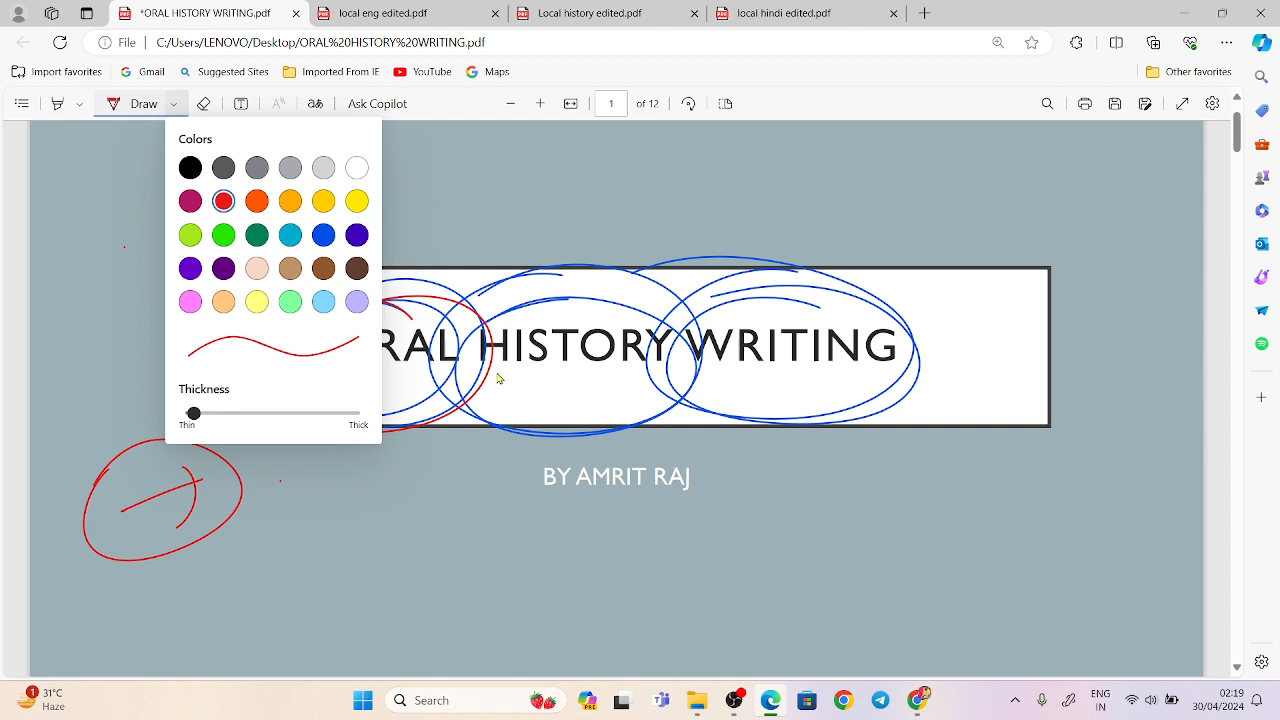 *ORAL HISTORY WRITING.pdf
local eng edited.pdf
Local history edited.pdf
local hindi edited.pdf
File
C:/Users/LENOVO/Desktop/ORAL%20HISTORY%20WRITING.pdf
Import favorites
Gmail
Suggested Sites
Imported From IE
YouTube
Maps
Other favorites
Draw
Ask Copilot
1 of 12
Colors
Thickness
Thin
Thick
RAL HISTORY WRITING
BY AMRIT RAJ
1
31°C
Haze
Search
PRE
ENG
IN
02:19
30/04/2024